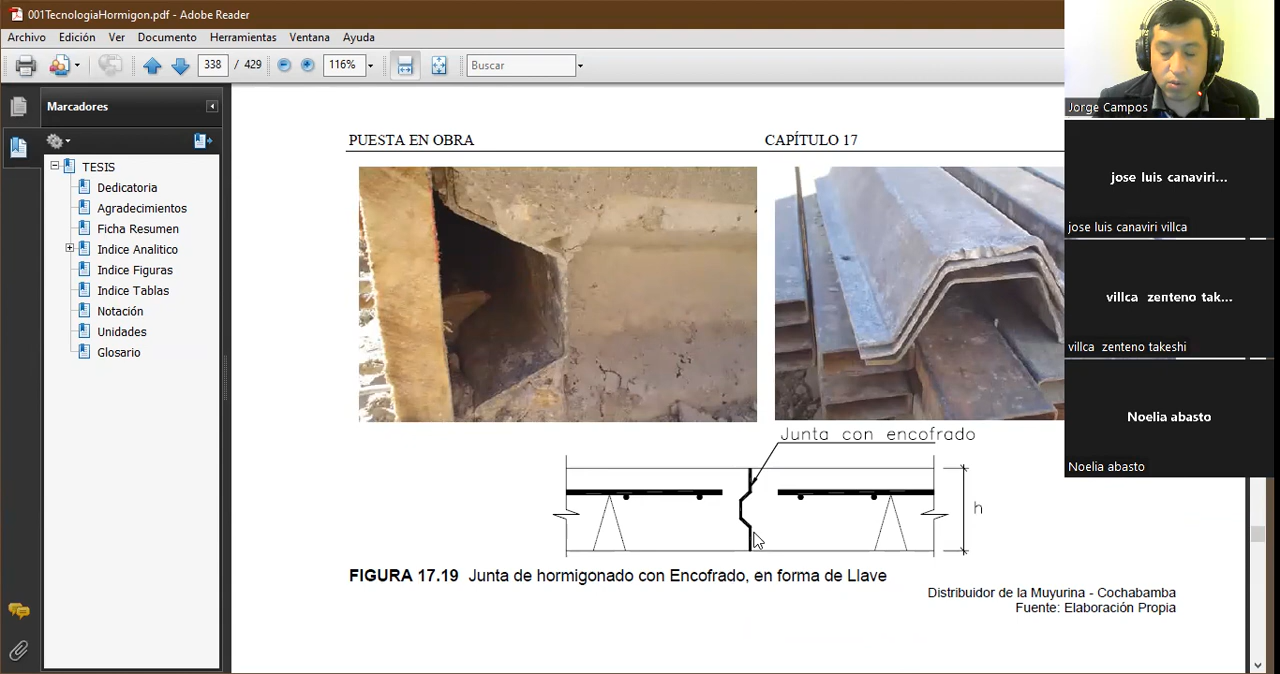 001TecnologiaHormigon.pdf - Adobe Reader
Archivo Edición Ver Documento Herramientas Ventana Ayuda
338 / 429 116% Buscar
Marcadores
TESIS
Dedicatoria
Agradecimientos
Ficha Resumen
Indice Analitico
Indice Figuras
Indice Tablas
Notación
Unidades
Glosario
PUESTA EN OBRA CAPÍTULO 17
Junta con encofrado
h
FIGURA 17.19 Junta de hormigonado con Encofrado, en forma de Llave
Distribuidor de la Muyurina - Cochabamba
Fuente: Elaboración Propia
Jorge Campos
jose luis canaviri...
jose luis canaviri villca
villca zenteno tak...
villca zenteno takeshi
Noelia abasto
Noelia abasto